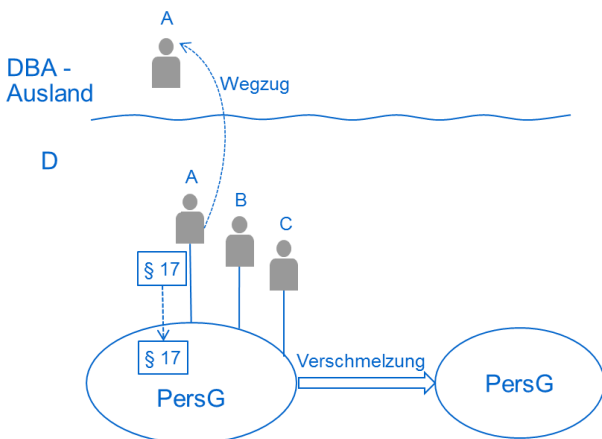 A
DBA -
Ausland
Wegzug
D
A
B
C
§ 17
§ 17
Verschmelzung
PersG
PersG